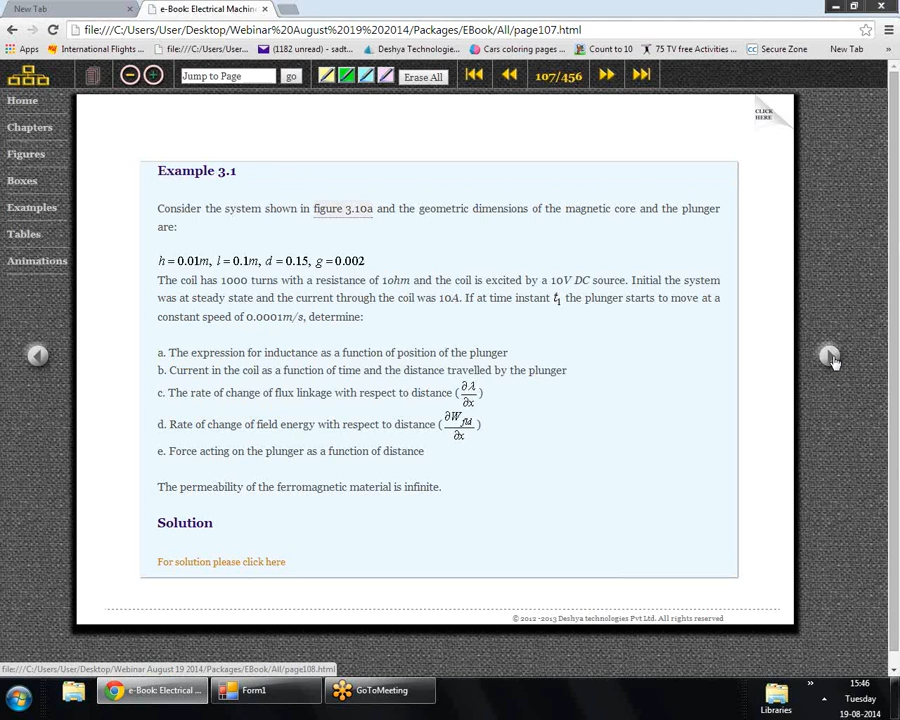 New Tab
e-Book: Electrical Machin
file:///C:/Users/User/Desktop/Webinar%20August%2019%202014/Packages/EBook/All/page107.html
Apps International Flights ... file:///C:/Users/User... (1182 unread) - sadt... Deshya Technologie... Cars coloring pages ... Count to 10 75 TV free Activities ... CC Secure Zone New Tab
Jump to Page go Erase All 107/456
Home
Chapters
Figures
Boxes
Examples
Tables
Animations
CLICK
HERE
Example 3.1
Consider the system shown in figure 3.10a and the geometric dimensions of the magnetic core and the plunger
are:
h = 0.01m, l = 0.1m, d = 0.15, g = 0.002
The coil has 1000 turns with a resistance of 1ohm and the coil is excited by a 10V DC source. Initial the system
was at steady state and the current through the coil was 10A. If at time instant t₁ the plunger starts to move at a
constant speed of 0.0001m/s, determine:
a. The expression for inductance as a function of position of the plunger
b. Current in the coil as a function of time and the distance travelled by the plunger
c. The rate of change of flux linkage with respect to distance (∂λ/∂x)
d. Rate of change of field energy with respect to distance (∂W_fld/∂x)
e. Force acting on the plunger as a function of distance
The permeability of the ferromagnetic material is infinite.
Solution
For solution please click here
© 2012 -2013 Deshya technologies Pvt Ltd. All rights reserved
file:///C:/Users/User/Desktop/Webinar August 19 2014/Packages/EBook/All/page108.html
e-Book: Electrical ... Form1 GoToMeeting
Libraries
15:46
Tuesday
19-08-2014